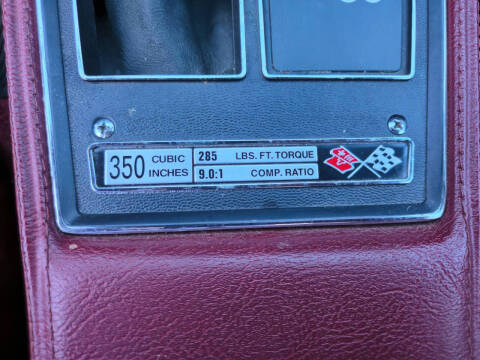 350 CUBIC INCHES
285 LBS. FT. TORQUE
9.0:1 COMP. RATIO